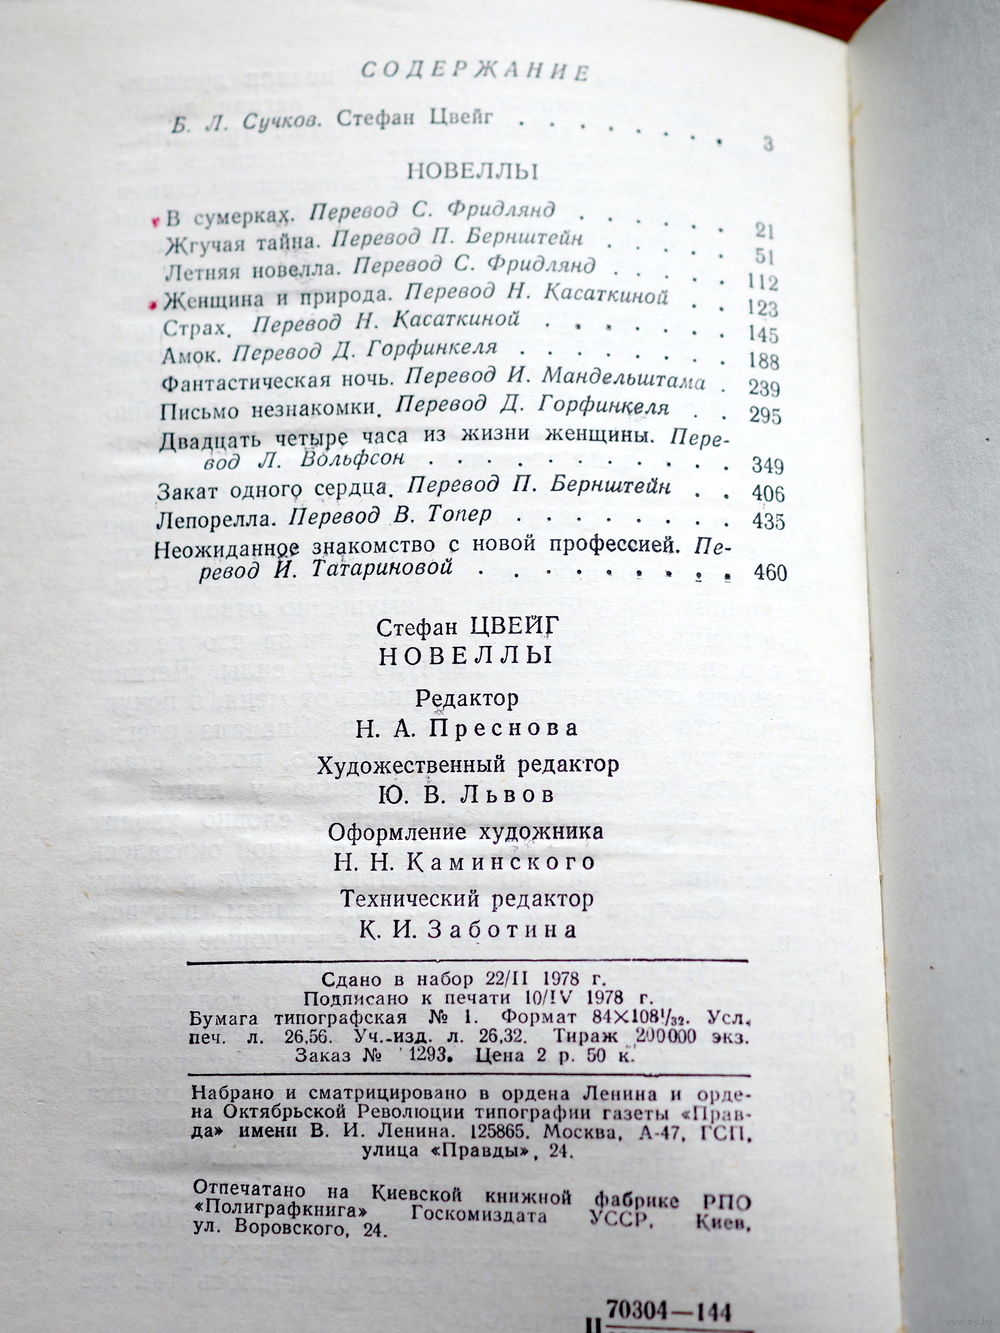 СОДЕРЖАНИЕ
Б. Л. Сучков. Стефан Цвейг . . . . . . . . 3
НОВЕЛЛЫ
В сумерках. Перевод С. Фридлянд . . . . . . 21
Жгучая тайна. Перевод П. Бернштейн . . . . . 51
Летняя новелла. Перевод С. Фридлянд . . . . . 112
Женщина и природа. Перевод Н. Касаткиной . . 123
Страх. Перевод Н. Касаткиной . . . . . . . 145
Амок. Перевод Д. Горфинкеля . . . . . . . . 188
Фантастическая ночь. Перевод И. Мандельштама . 239
Письмо незнакомки. Перевод Д. Горфинкеля . . 295
Двадцать четыре часа из жизни женщины. Пере-
вод Л. Вольфсон . . . . . . . . . . . 349
Закат одного сердца. Перевод П. Бернштейн . . 406
Лепорелла. Перевод В. Топер . . . . . . . . 435
Неожиданное знакомство с новой профессией. Пе-
ревод И. Татариновой . . . . . . . . . 460
Стефан ЦВЕЙГ
НОВЕЛЛЫ
Редактор
Н. А. Преснова
Художественный редактор
Ю. В. Львов
Оформление художника
Н. Н. Каминского
Технический редактор
К. И. Заботина
Сдано в набор 22/II 1978 г.
Подписано к печати 10/IV 1978 г.
Бумага типографская № 1. Формат 84×108¹/₃₂. Усл.
печ. л. 26,56. Уч.-изд. л. 26,32. Тираж 200000 экз.
Заказ № 1293. Цена 2 р. 50 к.
Набрано и сматрицировано в ордена Ленина и орде-
на Октябрьской Революции типографии газеты «Прав-
да» имени В. И. Ленина. 125865. Москва, А-47, ГСП,
улица «Правды», 24.
Отпечатано на Киевской книжной фабрике РПО
«Полиграфкнига» Госкомиздата УССР, Киев,
ул. Воровского, 24.
70304—144
www.ay.by